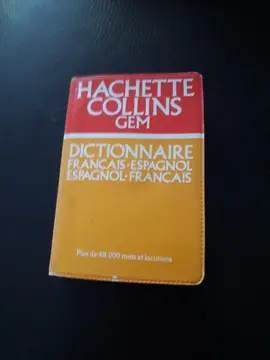 HACHETTE
COLLINS
GEM
DICTIONNAIRE
FRANÇAIS·ESPAGNOL
ESPAGNOL·FRANÇAIS
Plus de 48 000 mots et locutions